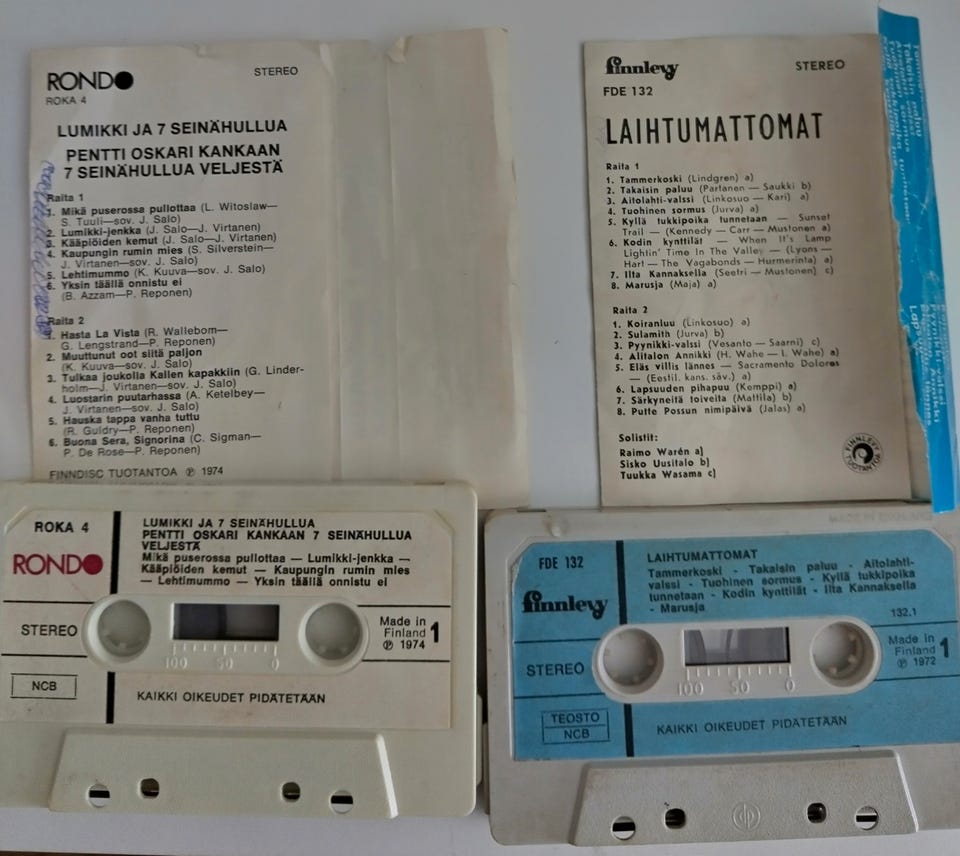 RONDO
STEREO
ROKA 4
LUMIKKI JA 7 SEINÄHULLUA
PENTTI OSKARI KANKAAN
7 SEINÄHULLUA VELJESTÄ
Raita 1
1. Mikä puserossa pullottaa (L. Witoslaw—
S. Tuuli—sov. J. Salo)
2. Lumikki-jenkka (J. Salo—J. Virtanen)
3. Kääpiöiden kemut (J. Salo—J. Virtanen)
4. Kaupungin rumin mies (S. Silverstein—
J. Virtanen—sov. J. Salo)
5. Lehtimummo (K. Kuuva—sov. J. Salo)
6. Yksin täällä onnistu ei
(B. Azzam—P. Reponen)
Raita 2
1. Hasta La Vista (R. Wallebom—
G. Lengstrand—P. Reponen)
2. Muuttunut oot siitä paljon
(K. Kuuva—sov. J. Salo)
3. Tulkaa joukolla Kallen kapakkiin (G. Linder-
holm—J. Virtanen—sov. J. Salo)
4. Luostarin puutarhassa (A. Ketelbey—
J. Virtanen—sov. J. Salo)
5. Hauska tappa vanha tuttu
(R. Guldry—P. Reponen)
6. Buona Sera, Signorina (C. Sigman—
P. De Rose—P. Reponen)
FINNDISC TUOTANTOA ℗ 1974
finnlevy
STEREO
FDE 132
LAIHTUMATTOMAT
Raita 1
1. Tammerkoski (Lindgren) a)
2. Takaisin paluu (Partanen — Saukki b)
3. Aitolahti-valssi (Linkosuo — Kari) a)
4. Tuohinen sormus (Jurva) a)
5. Kyllä tukkipoika tunnetaan — Sunset
Trail — (Kennedy — Carr — Mustonen a)
6. Kodin kynttilät — When It's Lamp
Lightin' Time In The Valley — (Lyons —
Hart — The Vagabonds — Hurmerinta) a)
7. Ilta Kannaksella (Seetri — Mustonen) c)
8. Marusja (Maja) a)
Raita 2
1. Koiranluu (Linkosuo) a)
2. Sulamith (Jurva) b)
3. Pyynikki-valssi (Vesanto — Saarni) c)
4. Alitalon Annikki (H. Wahe — I. Wahe) a)
5. Eläs villis lännes — Sacramento Dolores
— (Eestil. kans. säv.) a)
6. Lapsuuden pihapuu (Kemppi) a)
7. Särkyneitä toiveita (Mattila) b)
8. Putte Possun nimipäivä (Jalas) a)
Solistit:
Raimo Warén a)
Sisko Uusitalo b)
Tuukka Wasama c)
FINNLEVY TUOTANTOA
ROKA 4
RONDO
STEREO
NCB
LUMIKKI JA 7 SEINÄHULLUA
PENTTI OSKARI KANKAAN 7 SEINÄHULLUA
VELJESTÄ
Mikä puserossa pullottaa — Lumikki-jenkka —
Kääpiöiden kemut — Kaupungin rumin mies
— Lehtimummo — Yksin täällä onnistu ei
100 50 0
Made in
Finland 1
℗ 1974
KAIKKI OIKEUDET PIDÄTETÄÄN
FDE 132
finnlevy
STEREO
TEOSTO
NCB
LAIHTUMATTOMAT
Tammerkoski - Takaisin paluu - Aitolahti-
valssi - Tuohinen sormus - Kyllä tukkipoika
tunnetaan - Kodin kynttilät - Ilta Kannaksella
- Marusja
132.1
100 50 0
Made in
Finland 1
℗ 1972
KAIKKI OIKEUDET PIDÄTETÄÄN